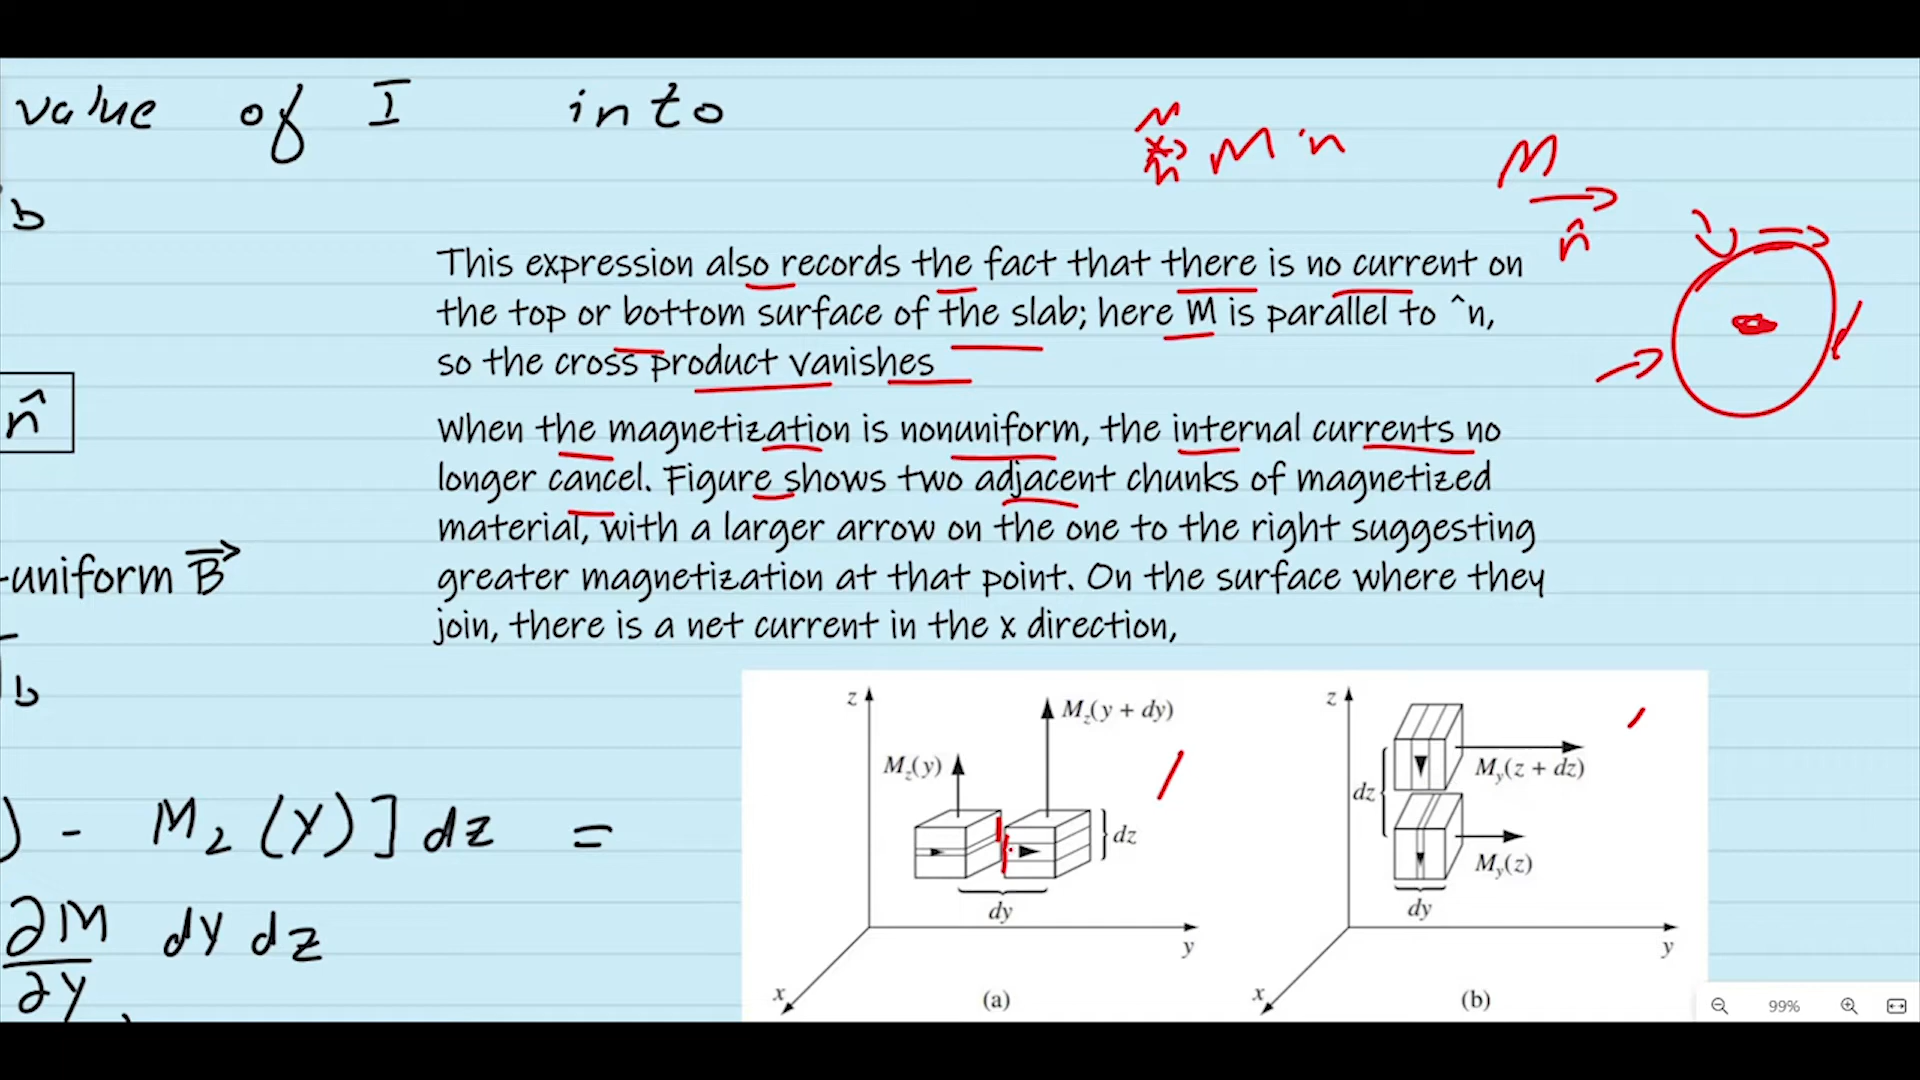 value of I into
M
x M n
n
M
n̂
b
This expression also records the fact that there is no current on
the top or bottom surface of the slab; here M is parallel to ^n,
so the cross product vanishes
n̂
When the magnetization is nonuniform, the internal currents no
longer cancel. Figure shows two adjacent chunks of magnetized
material, with a larger arrow on the one to the right suggesting
greater magnetization at that point. On the surface where they
join, there is a net current in the x direction,
-uniform B⃗
b
) - M₂ (Y) ] dz =
∂M dY dz
∂Y
z
M_z(y + dy)
M_z(y)
dz
dy
y
x
(a)
z
M_y(z + dz)
dz
M_y(z)
dy
y
x
(b)
99%